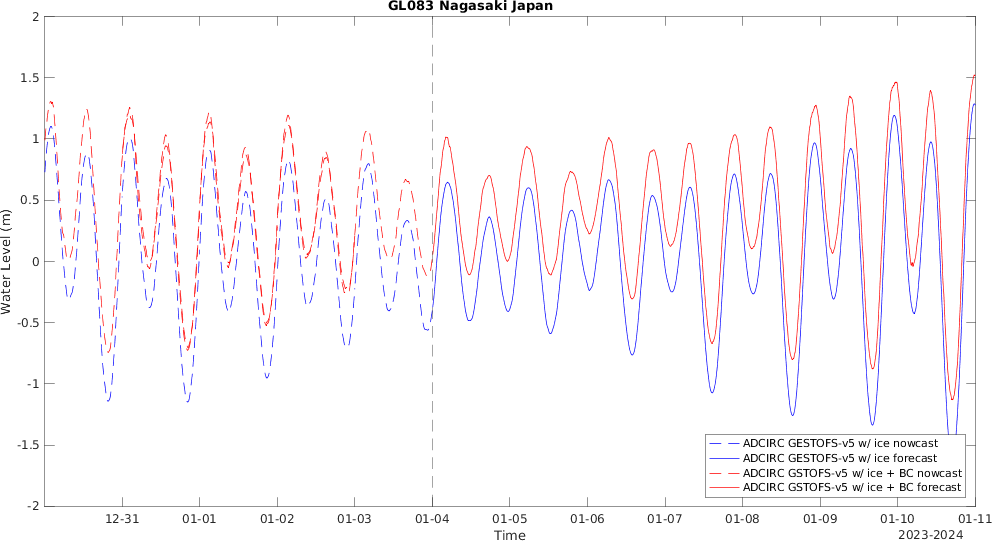 GL083 Nagasaki Japan
2
1.5
1
0.5
0
-0.5
-1
-1.5
-2
Water Level (m)
ADCIRC GESTOFS-v5 w/ ice nowcast
ADCIRC GESTOFS-v5 w/ ice forecast
ADCIRC GSTOFS-v5 w/ ice + BC nowcast
ADCIRC GSTOFS-v5 w/ ice + BC forecast
12-31 01-01 01-02 01-03 01-04 01-05 01-06 01-07 01-08 01-09 01-10 01-11
Time
2023-2024